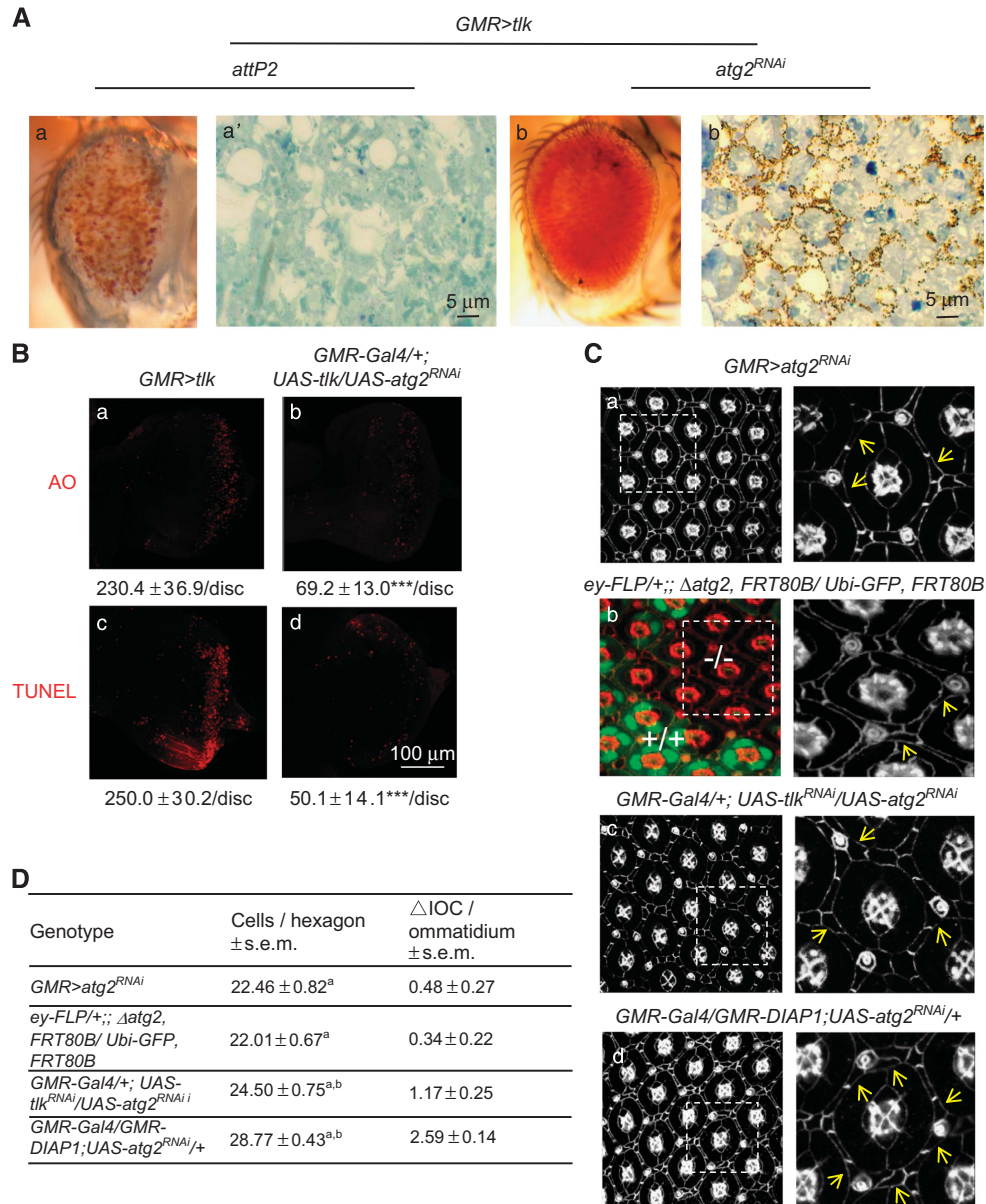 A
GMR>tlk
attP2
atg2RNAi
a
a'
5 μm
b
b'
5 μm
B
GMR>tlk
GMR-Gal4/+;
UAS-tlk/UAS-atg2RNAi
AO
a
b
230.4 ±36.9/disc
69.2 ±13.0***/disc
TUNEL
c
d
100 μm
250.0 ±30.2/disc
50.1±14.1***/disc
C
GMR>atg2RNAi
a
ey-FLP/+;; Δatg2, FRT80B/ Ubi-GFP, FRT80B
b
-/-
+/+
GMR-Gal4/+; UAS-tlkRNAi/UAS-atg2RNAi
c
GMR-Gal4/GMR-DIAP1;UAS-atg2RNAi/+
d
D
Genotype
Cells / hexagon
±s.e.m.
△IOC /
ommatidium
±s.e.m.
GMR>atg2RNAi
22.46 ±0.82a
0.48 ±0.27
ey-FLP/+;; Δatg2,
FRT80B/ Ubi-GFP,
FRT80B
22.01±0.67a
0.34 ±0.22
GMR-Gal4/+; UAS-
tlkRNAi/UAS-atg2RNAi i
24.50 ±0.75a,b
1.17 ±0.25
GMR-Gal4/GMR-
DIAP1;UAS-atg2RNAi/+
28.77 ±0.43a,b
2.59 ±0.14